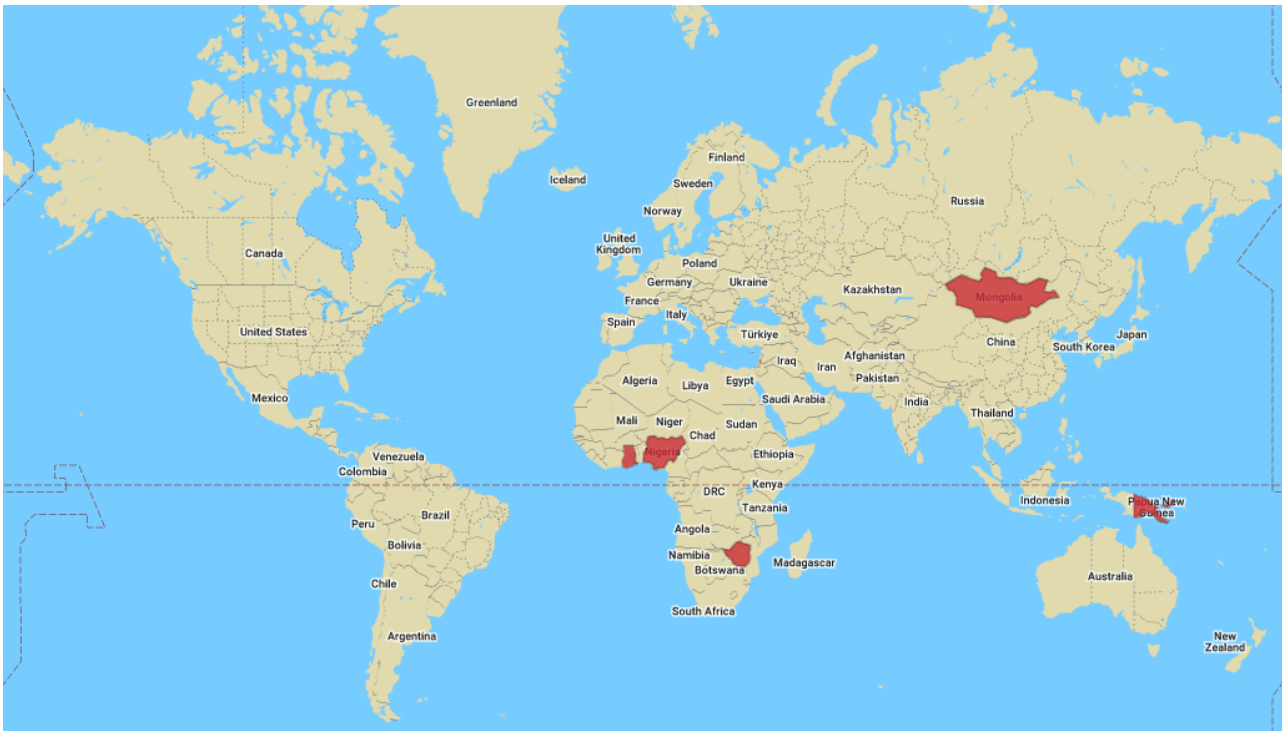 Greenland
Finland
Iceland
Sweden
Russia
Norway
United
Kingdom
Canada
Poland
Germany
Ukraine
Kazakhstan
Mongolia
France
Italy
Spain
United States
Türkiye
Japan
China
South Korea
Iraq
Afghanistan
Iran
Algeria
Libya
Egypt
Pakistan
Mexico
Saudi Arabia
India
Thailand
Mali
Niger
Sudan
Chad
Nigeria
Ethiopia
Venezuela
Colombia
Kenya
DRC
Indonesia
Papua New
Guinea
Tanzania
Brazil
Peru
Angola
Bolivia
Namibia
Madagascar
Botswana
Australia
Chile
South Africa
Argentina
New
Zealand